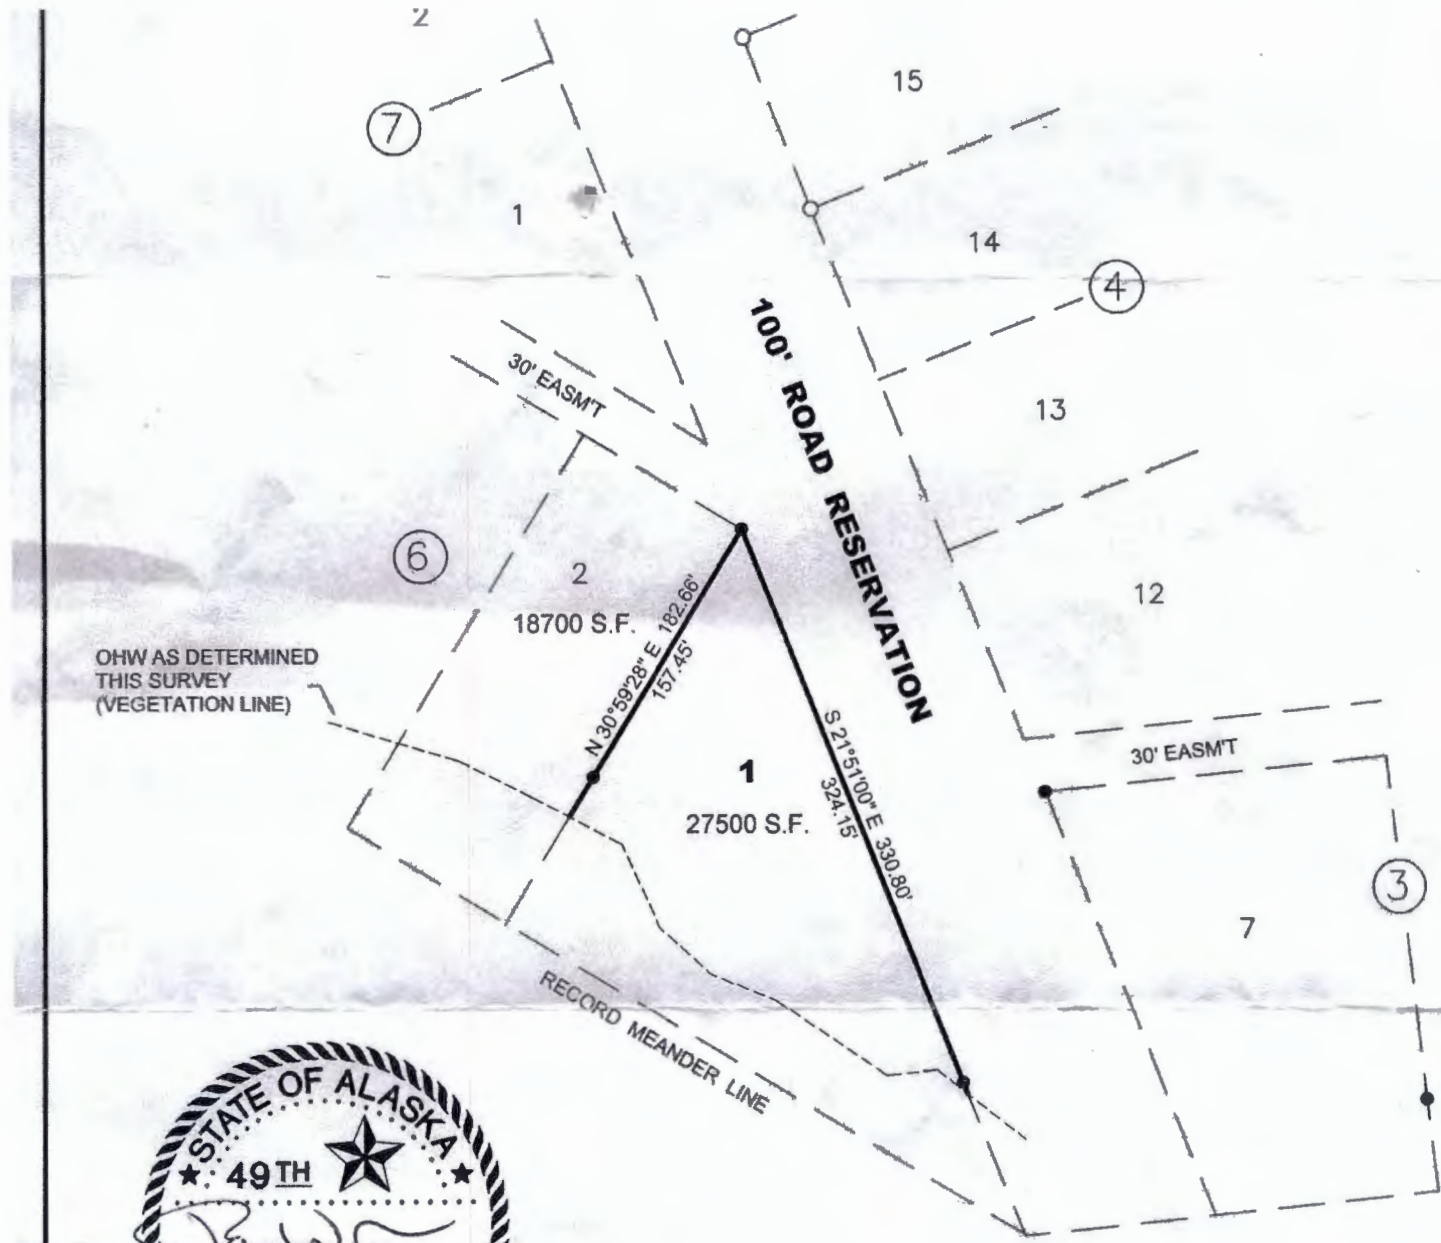 2
15
7
1
14
4
100' ROAD RESERVATION
30' EASM'T
13
6
2
18700 S.F.
12
OHW AS DETERMINED
THIS SURVEY
(VEGETATION LINE)
N 30°59'28" E 182.66'
157.45'
S 21°51'00" E 330.80'
324.15'
1
27500 S.F.
30' EASM'T
3
7
RECORD MEANDER LINE
STATE OF ALASKA
49TH